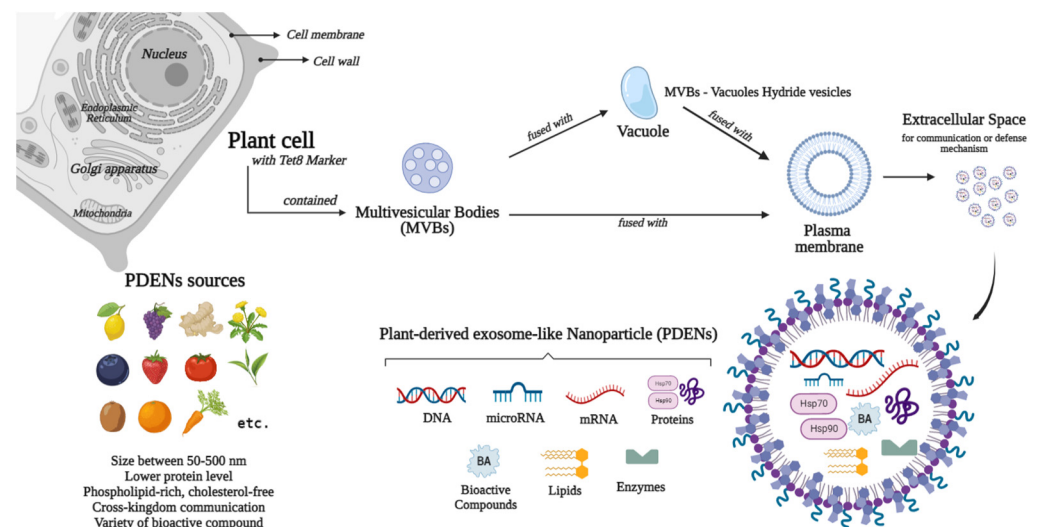 Cell membrane
Cell wall
Nucleus
Endoplasmic
Reticulum
Golgi apparatus
Mitochondria
Plant cell
with Tet8 Marker
contained
Multivesicular Bodies
(MVBs)
fused with
Vacuole
MVBs - Vacuoles Hydride vesicles
fused with
fused with
Plasma
membrane
Extracellular Space
for communication or defense
mechanism
PDENs sources
etc.
Size between 50-500 nm
Lower protein level
Phospholipid-rich, cholesterol-free
Cross-kingdom communication
Variety of bioactive compound
Plant-derived exosome-like Nanoparticle (PDENs)
DNA
microRNA
mRNA
Hsp70
Hsp90
Proteins
BA
Bioactive
Compounds
Lipids
Enzymes
Hsp70
Hsp90
BA